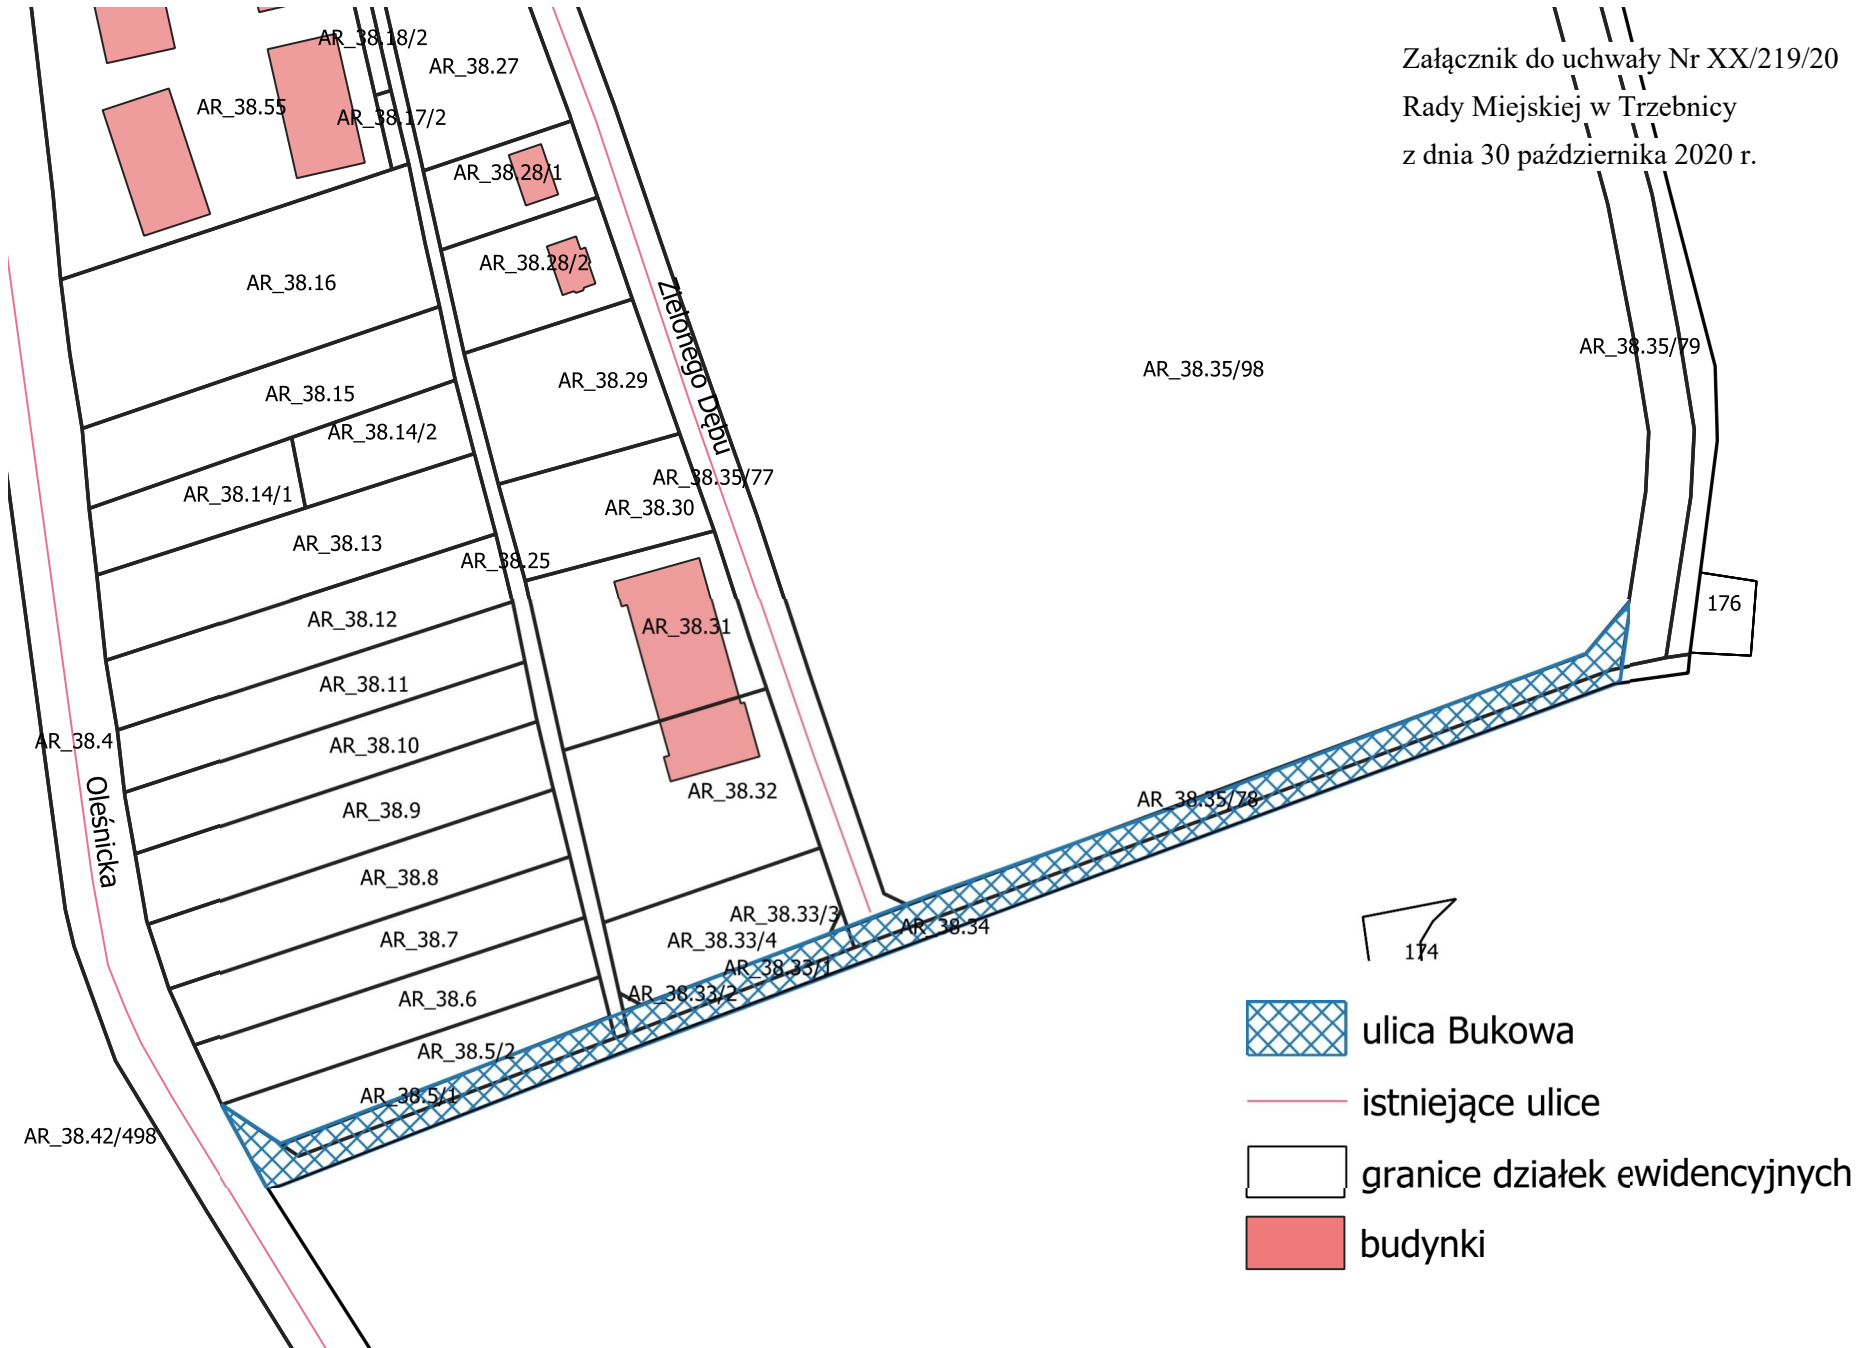 Załącznik do uchwały Nr XX/219/20
Rady Miejskiej w Trzebnicy
z dnia 30 października 2020 r.
AR_38.18/2
AR_38.27
AR_38.55
AR_38.17/2
AR_38.28/1
AR_38.28/2
AR_38.16
Zielonego Dębu
AR_38.35/79
AR_38.35/98
AR_38.29
AR_38.15
AR_38.14/2
AR_38.35/77
AR_38.14/1
AR_38.30
AR_38.13
AR_38.25
176
AR_38.12
AR_38.31
AR_38.11
AR_38.4
AR_38.10
AR_38.32
AR_38.35/78
AR_38.9
Oleśnicka
AR_38.8
AR_38.33/3
AR_38.34
AR_38.7
AR_38.33/4
174
AR_38.33/1
AR_38.33/2
AR_38.6
AR_38.5/2
AR_38.5/1
AR_38.42/498
ulica Bukowa
istniejące ulice
granice działek ewidencyjnych
budynki